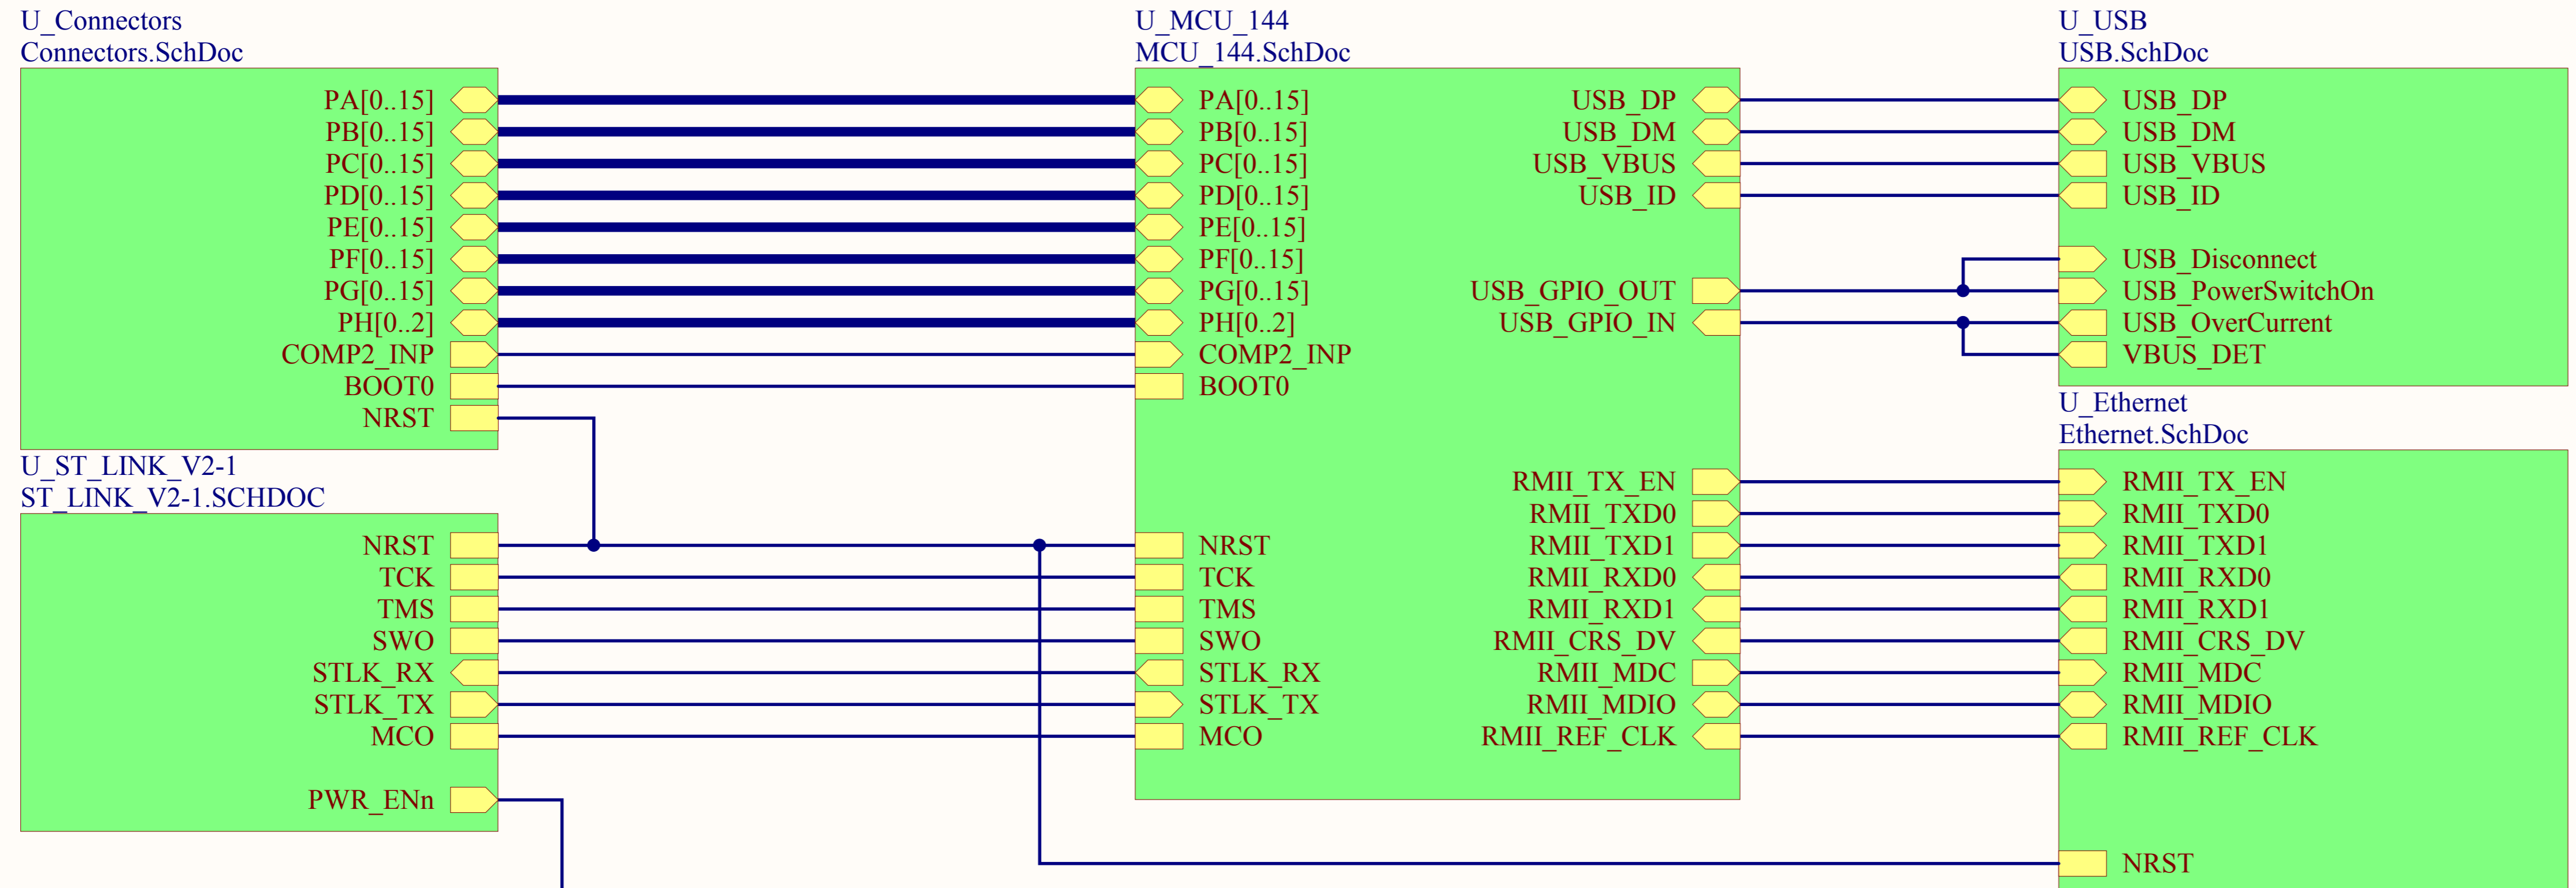 U_Connectors
Connectors.SchDoc
PA[0..15]
PB[0..15]
PC[0..15]
PD[0..15]
PE[0..15]
PF[0..15]
PG[0..15]
PH[0..2]
COMP2_INP
BOOT0
NRST
U_ST_LINK_V2-1
ST_LINK_V2-1.SCHDOC
NRST
TCK
TMS
SWO
STLK_RX
STLK_TX
MCO
PWR_ENn
U_MCU_144
MCU_144.SchDoc
PA[0..15]
PB[0..15]
PC[0..15]
PD[0..15]
PE[0..15]
PF[0..15]
PG[0..15]
PH[0..2]
COMP2_INP
BOOT0
NRST
TCK
TMS
SWO
STLK_RX
STLK_TX
MCO
USB_DP
USB_DM
USB_VBUS
USB_ID
USB_GPIO_OUT
USB_GPIO_IN
RMII_TX_EN
RMII_TXD0
RMII_TXD1
RMII_RXD0
RMII_RXD1
RMII_CRS_DV
RMII_MDC
RMII_MDIO
RMII_REF_CLK
U_USB
USB.SchDoc
USB_DP
USB_DM
USB_VBUS
USB_ID
USB_Disconnect
USB_PowerSwitchOn
USB_OverCurrent
VBUS_DET
U_Ethernet
Ethernet.SchDoc
RMII_TX_EN
RMII_TXD0
RMII_TXD1
RMII_RXD0
RMII_RXD1
RMII_CRS_DV
RMII_MDC
RMII_MDIO
RMII_REF_CLK
NRST